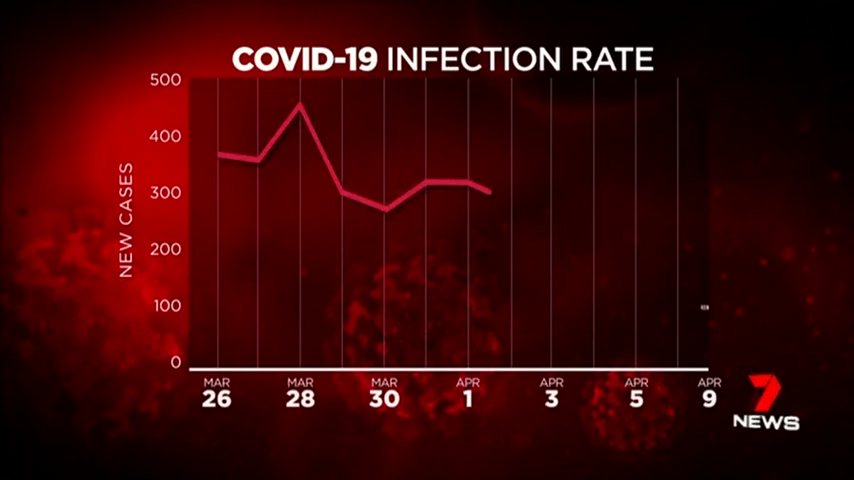 COVID-19 INFECTION RATE
500
400
300
200
100
0
NEW CASES
MAR MAR MAR APR APR APR APR
26 28 30 1 3 5 9
7
NEWS